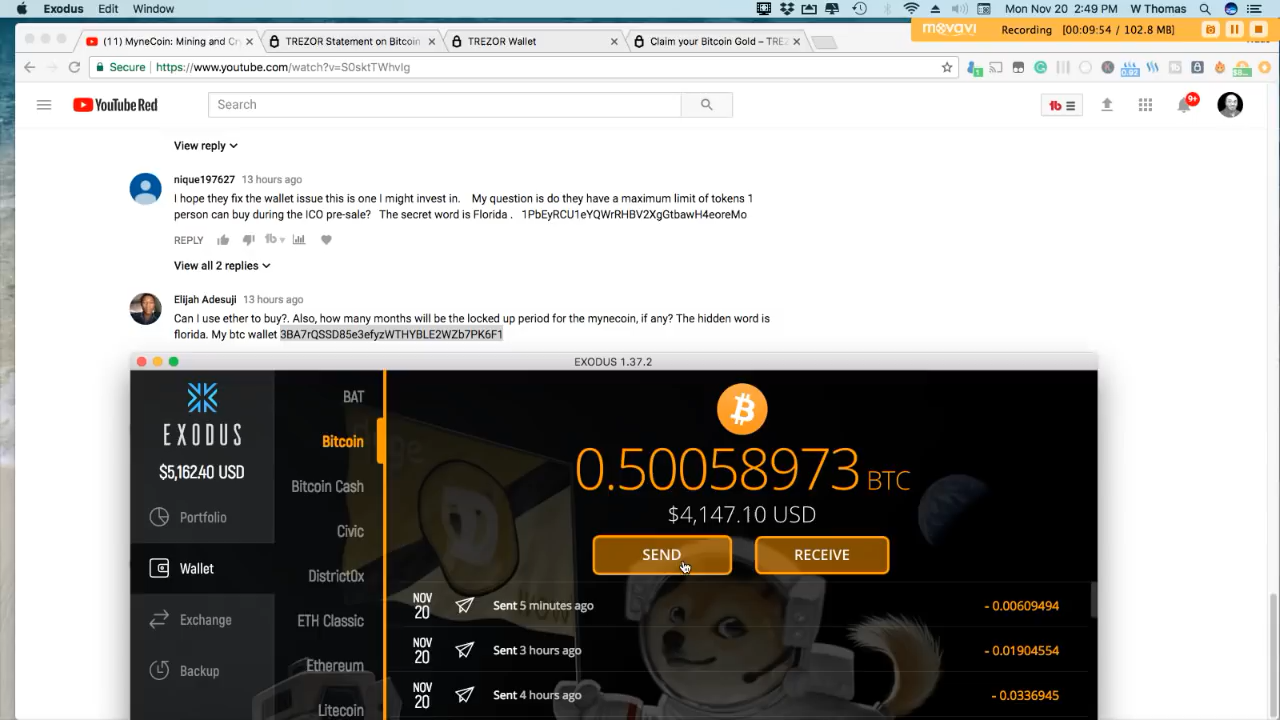 Exodus Edit Window Mon Nov 20 2:49 PM W Thomas
movavi Recording (00:09:54 / 102.8 MB)
(11) MyneCoin: Mining and Cry TREZOR Statement on Bitcoin TREZOR Wallet Claim your Bitcoin Gold – TREZ
Secure https://www.youtube.com/watch?v=S0sktTWhvIg
YouTube Red Search 9+
View reply
nique197627 13 hours ago
I hope they fix the wallet issue this is one I might invest in. My question is do they have a maximum limit of tokens 1
person can buy during the ICO pre-sale? The secret word is Florida . 1PbEyRCU1eYQWrRHBV2XgGtbawH4eoreMo
REPLY
View all 2 replies
Elijah Adesuji 13 hours ago
Can I use ether to buy?. Also, how many months will be the locked up period for the mynecoin, if any? The hidden word is
florida. My btc wallet 3BA7rQSSD85e3efyzWTHYBLE2WZb7PK6F1
EXODUS 1.37.2
EXODUS
$5,162.40 USD
Portfolio
Wallet
Exchange
Backup
BAT
Bitcoin
Bitcoin Cash
Civic
District0x
ETH Classic
Ethereum
Litecoin
0.50058973 BTC
$4,147.10 USD
SEND RECEIVE
NOV 20 Sent 5 minutes ago - 0.00609494
NOV 20 Sent 3 hours ago - 0.01904554
NOV 20 Sent 4 hours ago - 0.0336945